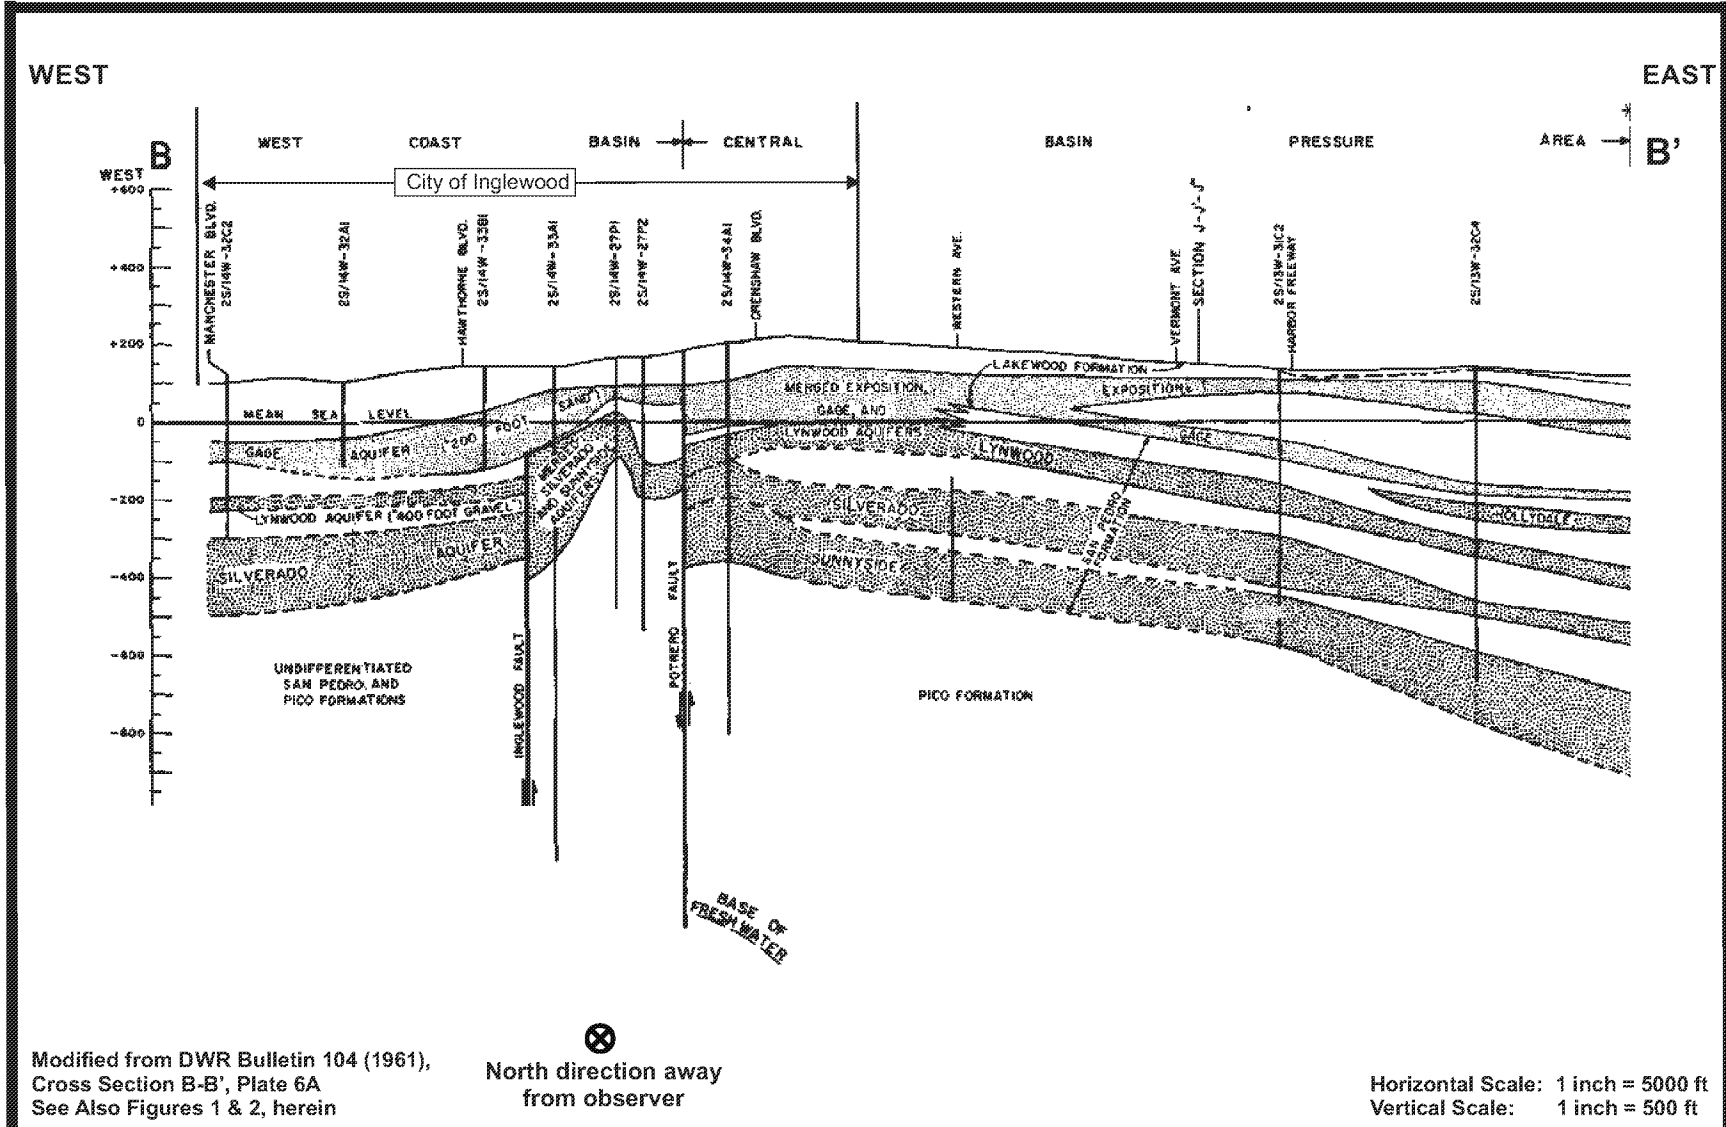 WEST
EAST
WEST COAST BASIN CENTRAL BASIN PRESSURE AREA
B
B'
WEST
City of Inglewood
+600
+400
+200
0
-200
-400
-600
-800
MANCHESTER BLVD.
2S/14W-32C2
2S/14W-32A1
HAWTHORNE BLVD.
2S/14W-33B1
2S/14W-33A1
2S/14W-27P1
2S/14W-27P2
2S/14W-34A1
CRENSHAW BLVD.
WESTERN AVE.
VERMONT AVE
SECTION J-J'-J"
2S/13W-31C2
HARBOR FREEWAY
2S/13W-32C4
LAKEWOOD FORMATION
EXPOSITION
MERGED EXPOSITION,
GAGE, AND
LYNWOOD AQUIFERS
MEAN SEA LEVEL
GAGE AQUIFER ("200 FOOT SAND")
GAGE
LYNWOOD
MERGED
SILVERADO
AND SUNNYSIDE
AQUIFERS
LYNWOOD AQUIFER ("400 FOOT GRAVEL")
HOLLYDALE
SILVERADO
SAN PEDRO
FORMATION
SILVERADO AQUIFER
SUNNYSIDE
INGLEWOOD FAULT
POTRERO FAULT
UNDIFFERENTIATED
SAN PEDRO, AND
PICO FORMATIONS
PICO FORMATION
BASE OF
FRESH WATER
North direction away
from observer
Modified from DWR Bulletin 104 (1961),
Cross Section B-B', Plate 6A
See Also Figures 1 & 2, herein
Horizontal Scale: 1 inch = 5000 ft
Vertical Scale: 1 inch = 500 ft